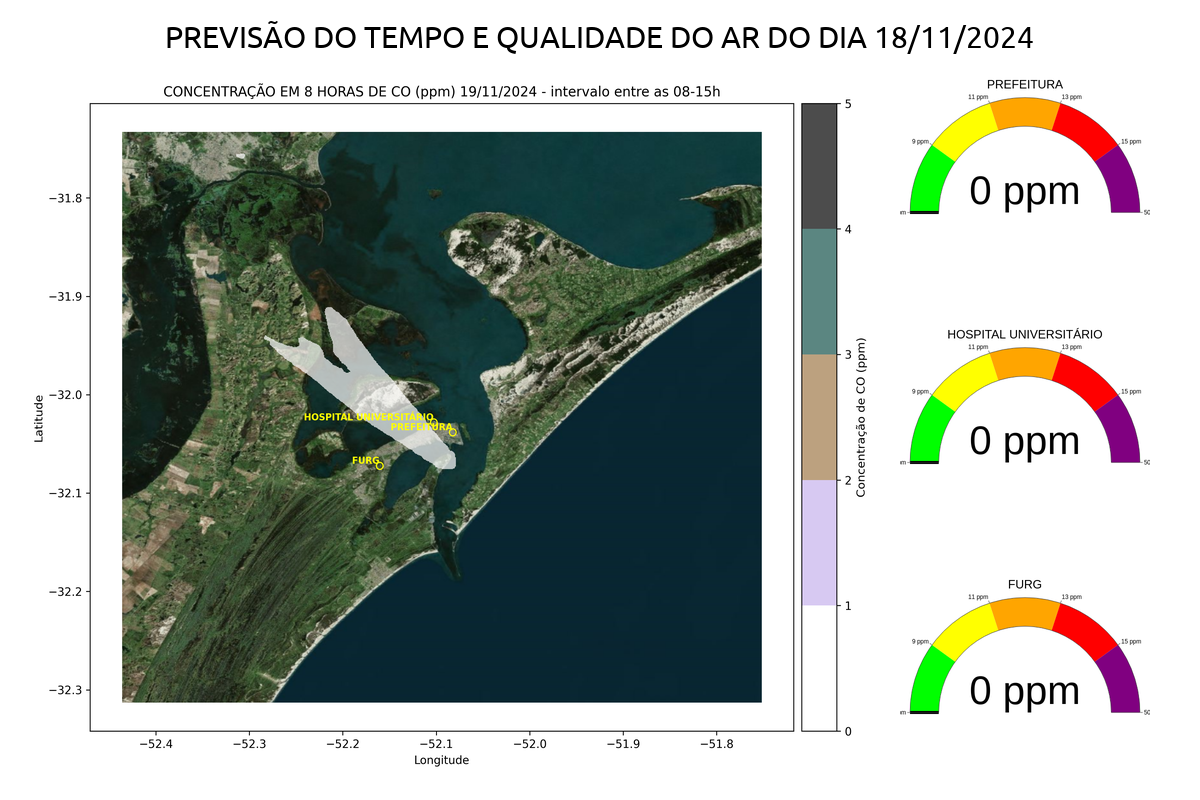 PREVISÃO DO TEMPO E QUALIDADE DO AR DO DIA 18/11/2024
CONCENTRAÇÃO EM 8 HORAS DE CO (ppm) 19/11/2024 - intervalo entre as 08-15h
−31.8
−31.9
−32.0
−32.1
−32.2
−32.3
Latitude
HOSPITAL UNIVERSITÁRIO
PREFEITURA
FURG
−52.4
−52.3
−52.2
−52.1
−52.0
−51.9
−51.8
Longitude
5
4
3
2
1
0
Concentração de CO (ppm)
PREFEITURA
11 ppm
13 ppm
9 ppm
15 ppm
0 ppm
50
HOSPITAL UNIVERSITÁRIO
11 ppm
13 ppm
9 ppm
15 ppm
0 ppm
50
FURG
11 ppm
13 ppm
9 ppm
15 ppm
0 ppm
50